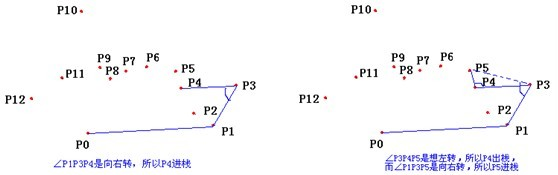 P10
P9
P6
P7
P8
P5
P11
P4
P3
P12
P2
P1
P0
∠P1P3P4是向右转，所以P4进栈
P10
P9
P6
P7
P8
P5
P11
P4
P3
P12
P2
P1
P0
∠P3P4P5是想左转，所以P4出栈，
而∠P1P3P5是向右转，所以P5进栈